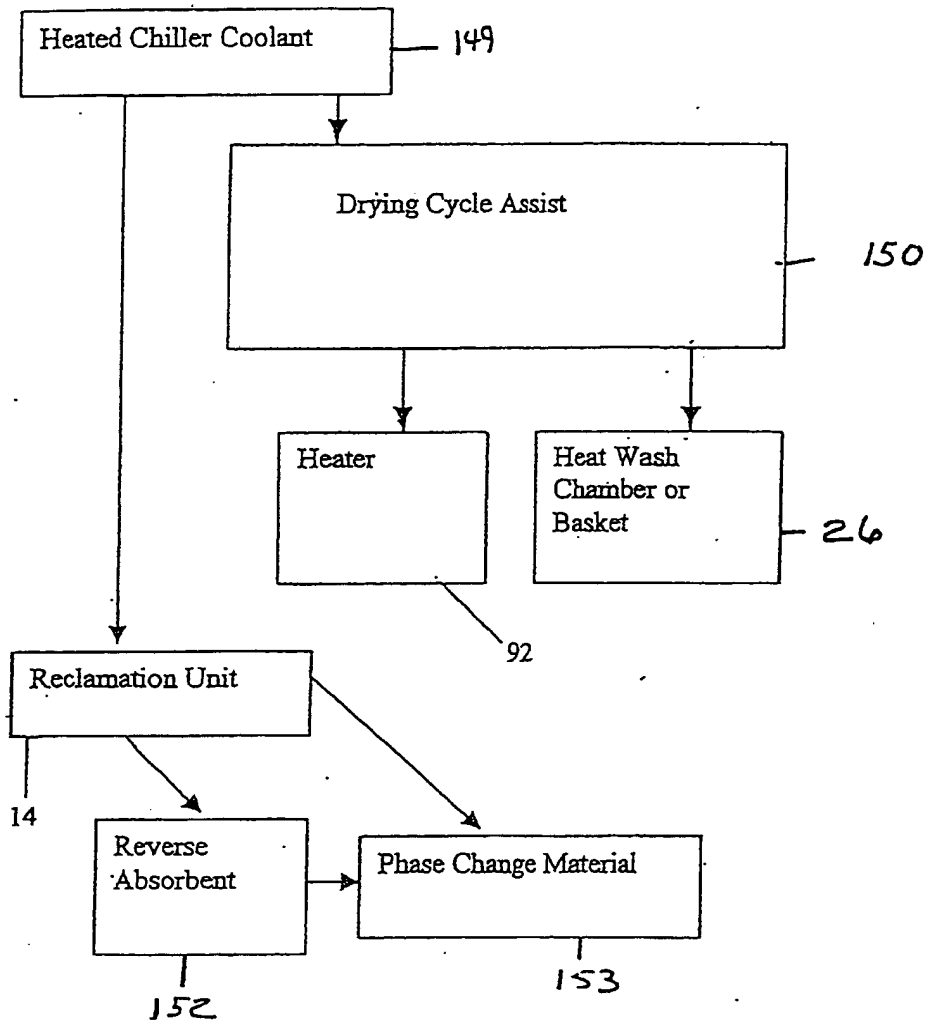 Heated Chiller Coolant
149
Drying Cycle Assist
150
Heater
Heat Wash
Chamber or
Basket
26
92
Reclamation Unit
14
Reverse
Absorbent
Phase Change Material
152
153